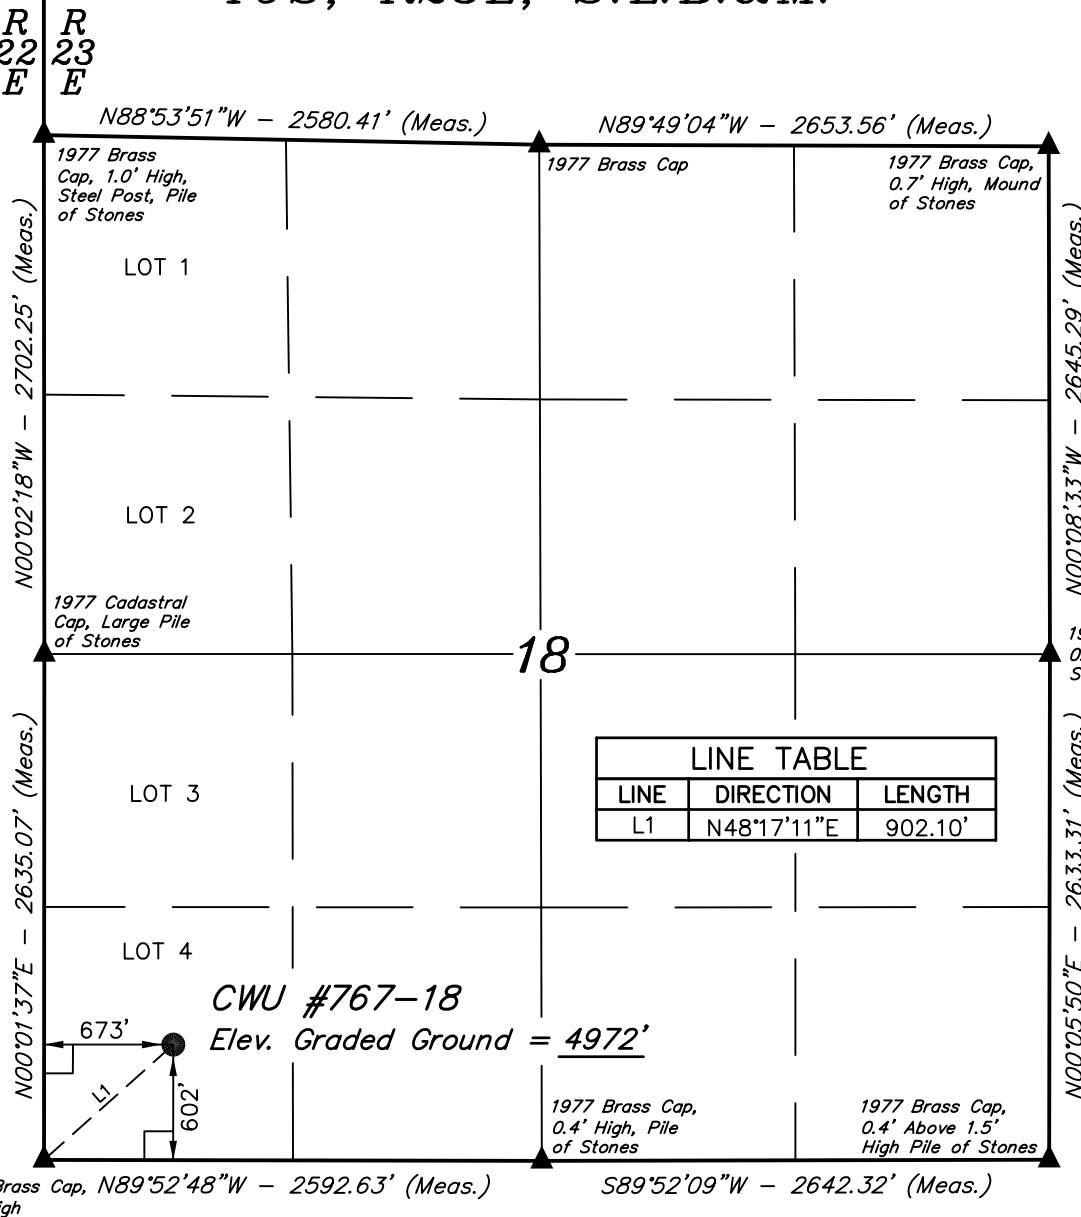 R R
22 23
E E
N88°53'51"W - 2580.41' (Meas.)
N89°49'04"W - 2653.56' (Meas.)
1977 Brass
Cap, 1.0' High,
Steel Post, Pile
of Stones
1977 Brass Cap
1977 Brass Cap,
0.7' High, Mound
of Stones
N00°02'18"W - 2702.25' (Meas.)
N00°08'33"W - 2645.29' (Meas.)
LOT 1
LOT 2
1977 Cadastral
Cap, Large Pile
of Stones
18
N00°01'37"E - 2635.07' (Meas.)
N00°05'50"E - 2633.31' (Meas.)
LINE TABLE
LINE DIRECTION LENGTH
L1 N48°17'11"E 902.10'
LOT 3
LOT 4
CWU #767-18
Elev. Graded Ground = 4972'
673'
L1
602'
1977 Brass Cap,
0.4' High, Pile
of Stones
1977 Brass Cap,
0.4' Above 1.5'
High Pile of Stones
Brass Cap,
N89°52'48"W - 2592.63' (Meas.)
S89°52'09"W - 2642.32' (Meas.)